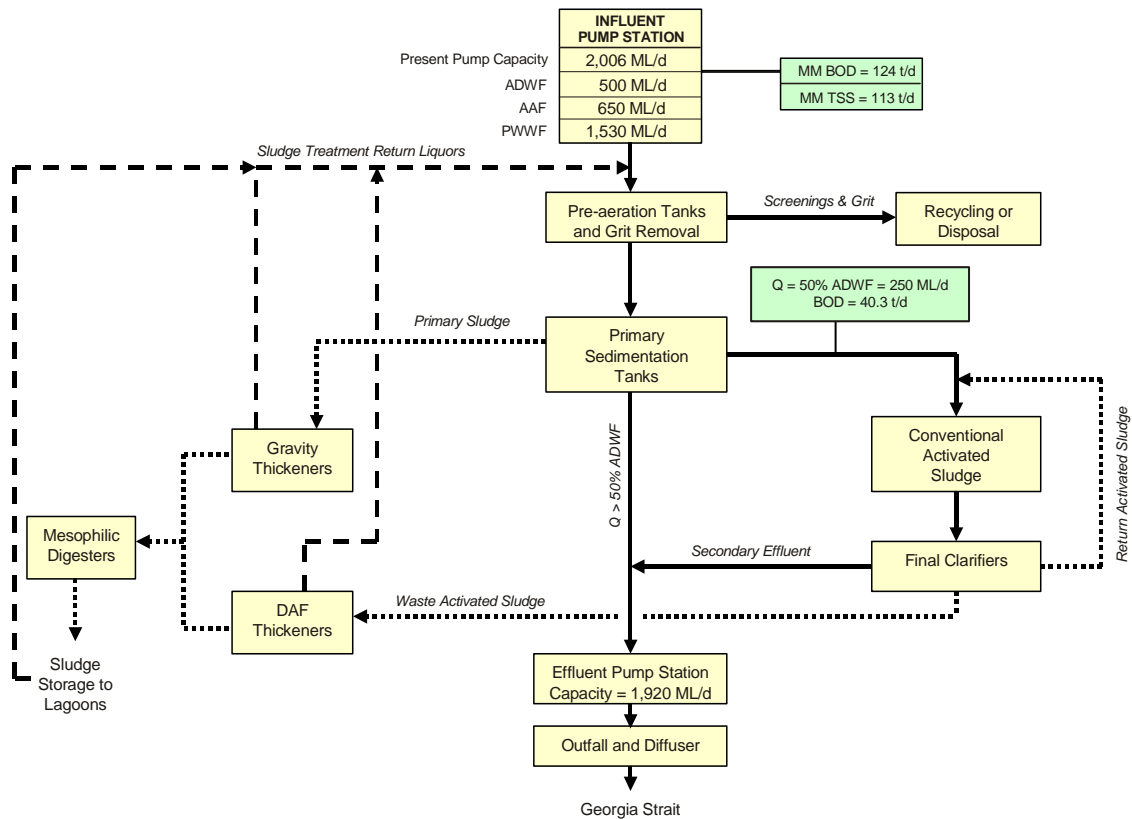 INFLUENT
PUMP STATION
Present Pump Capacity
2,006 ML/d
ADWF
500 ML/d
AAF
650 ML/d
PWWF
1,530 ML/d
MM BOD = 124 t/d
MM TSS = 113 t/d
Sludge Treatment Return Liquors
Pre-aeration Tanks
and Grit Removal
Screenings & Grit
Recycling or
Disposal
Q = 50% ADWF = 250 ML/d
BOD = 40.3 t/d
Primary Sludge
Primary
Sedimentation
Tanks
Gravity
Thickeners
Q > 50% ADWF
Conventional
Activated
Sludge
Return Activated Sludge
Mesophilic
Digesters
Secondary Effluent
Final Clarifiers
DAF
Thickeners
Waste Activated Sludge
Sludge
Storage to
Lagoons
Effluent Pump Station
Capacity = 1,920 ML/d
Outfall and Diffuser
Georgia Strait